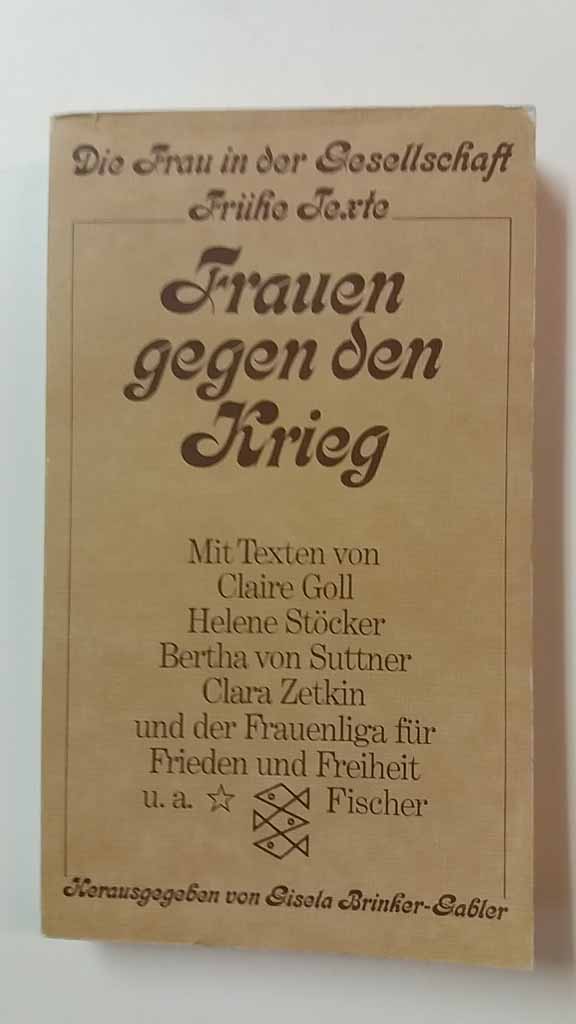 Die Frau in der Gesellschaft
Frühe Texte
Frauen
gegen den
Krieg
Mit Texten von
Claire Goll
Helene Stöcker
Bertha von Suttner
Clara Zetkin
und der Frauenliga für
Frieden und Freiheit
u. a. ☆ Fischer
Herausgegeben von Gisela Brinker-Gabler